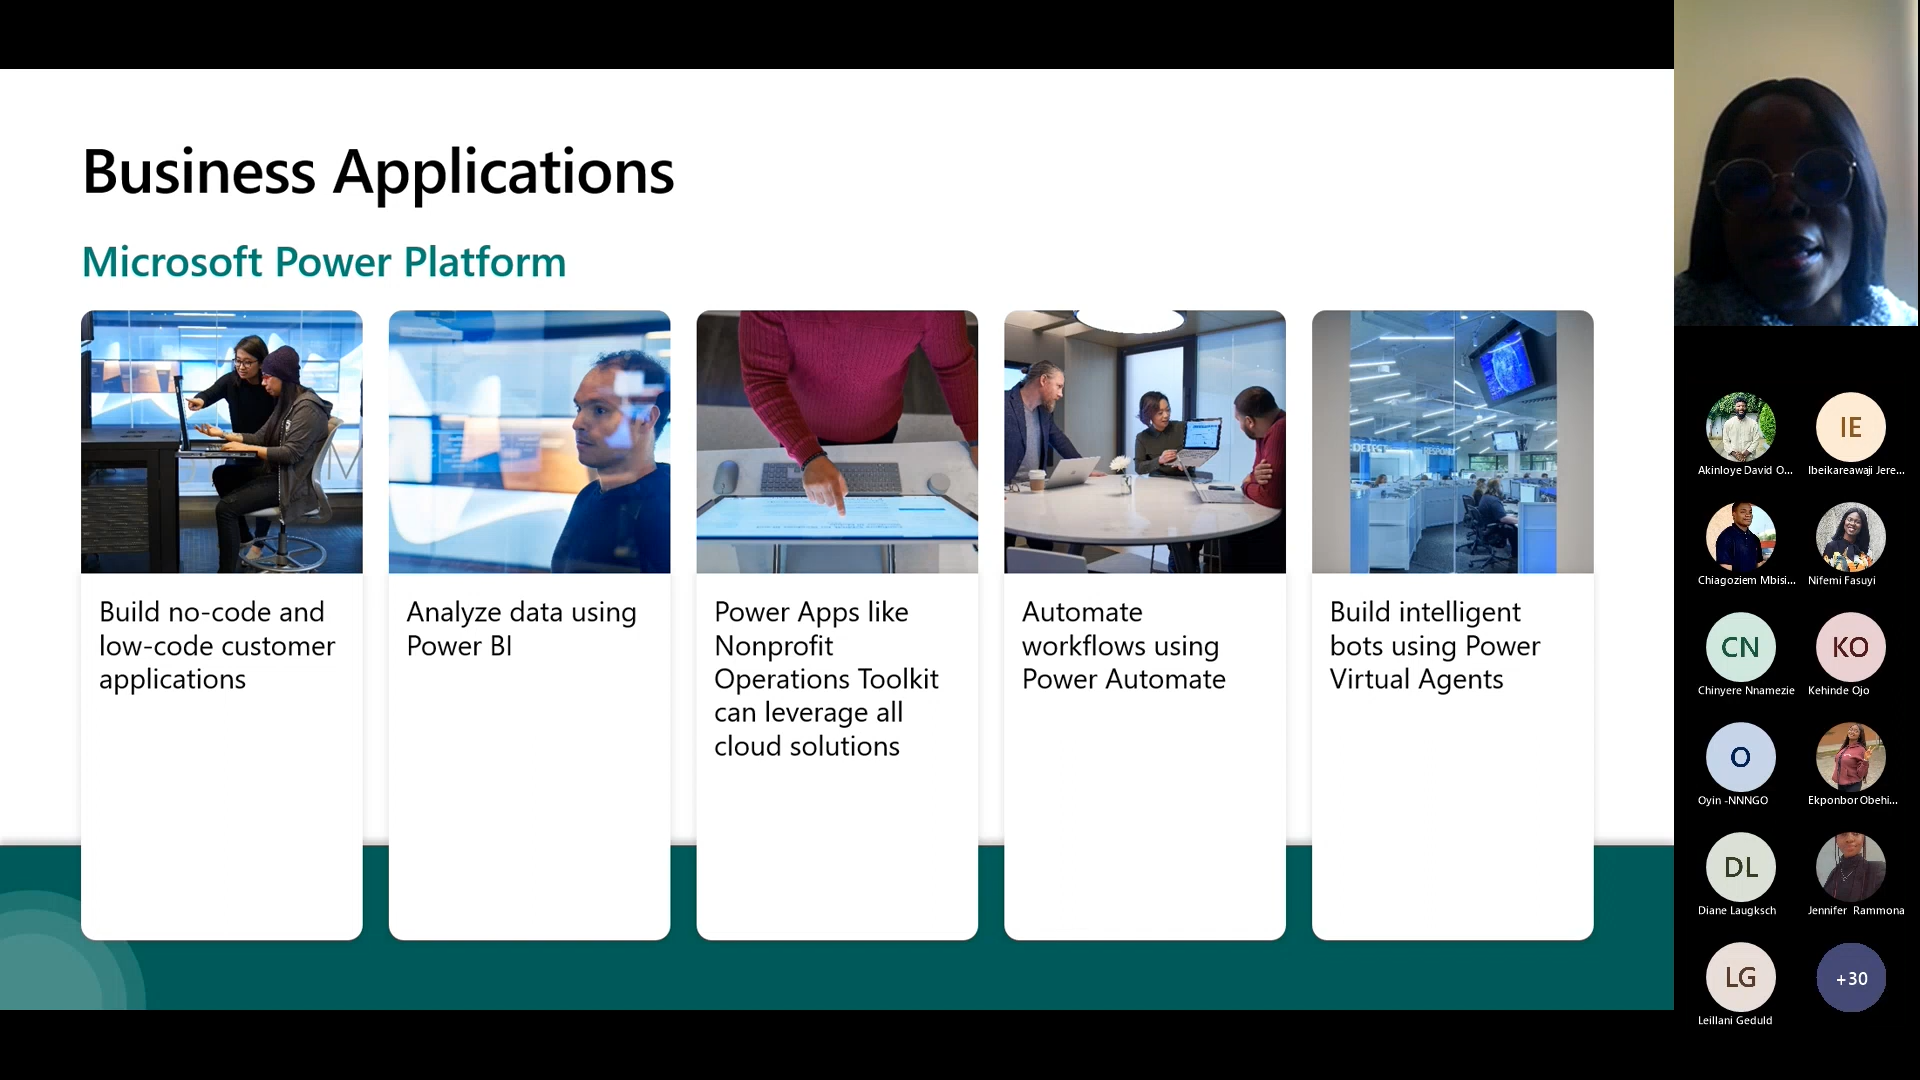 Business Applications
Microsoft Power Platform
DETECT
RESPOND
Build no-code and
low-code customer
applications
Analyze data using
Power BI
Power Apps like
Nonprofit
Operations Toolkit
can leverage all
cloud solutions
Automate
workflows using
Power Automate
Build intelligent
bots using Power
Virtual Agents
Akinloye David O...
IE
Ibeikareawaji Jere...
Chiagoziem Mbisi...
Nifemi Fasuyi
CN
Chinyere Nnamezie
KO
Kehinde Ojo
O
Oyin -NNNGO
Ekponbor Obehi...
DL
Diane Laugksch
Jennifer Rammona
LG
Leillani Geduld
+30